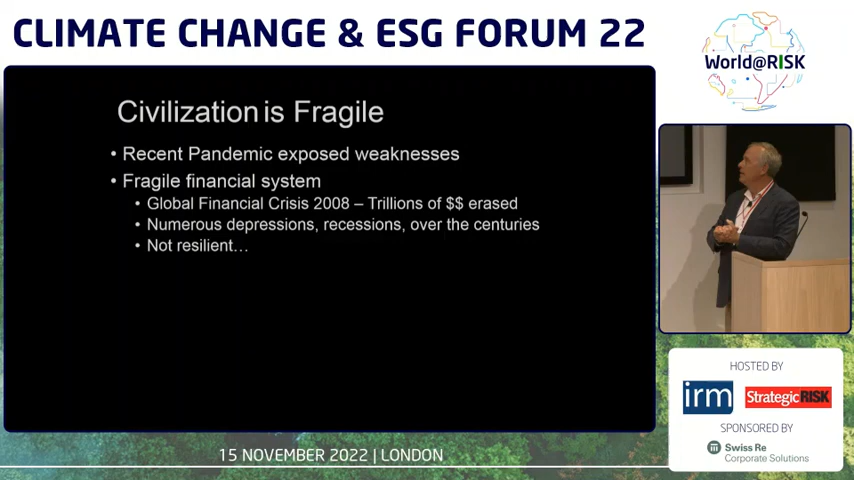 CLIMATE CHANGE & ESG FORUM 22
World@RISK
Civilization is Fragile
• Recent Pandemic exposed weaknesses
• Fragile financial system
• Global Financial Crisis 2008 – Trillions of $$ erased
• Numerous depressions, recessions, over the centuries
• Not resilient…
HOSTED BY
irm
StrategicRISK
SPONSORED BY
Swiss Re
Corporate Solutions
15 NOVEMBER 2022 | LONDON